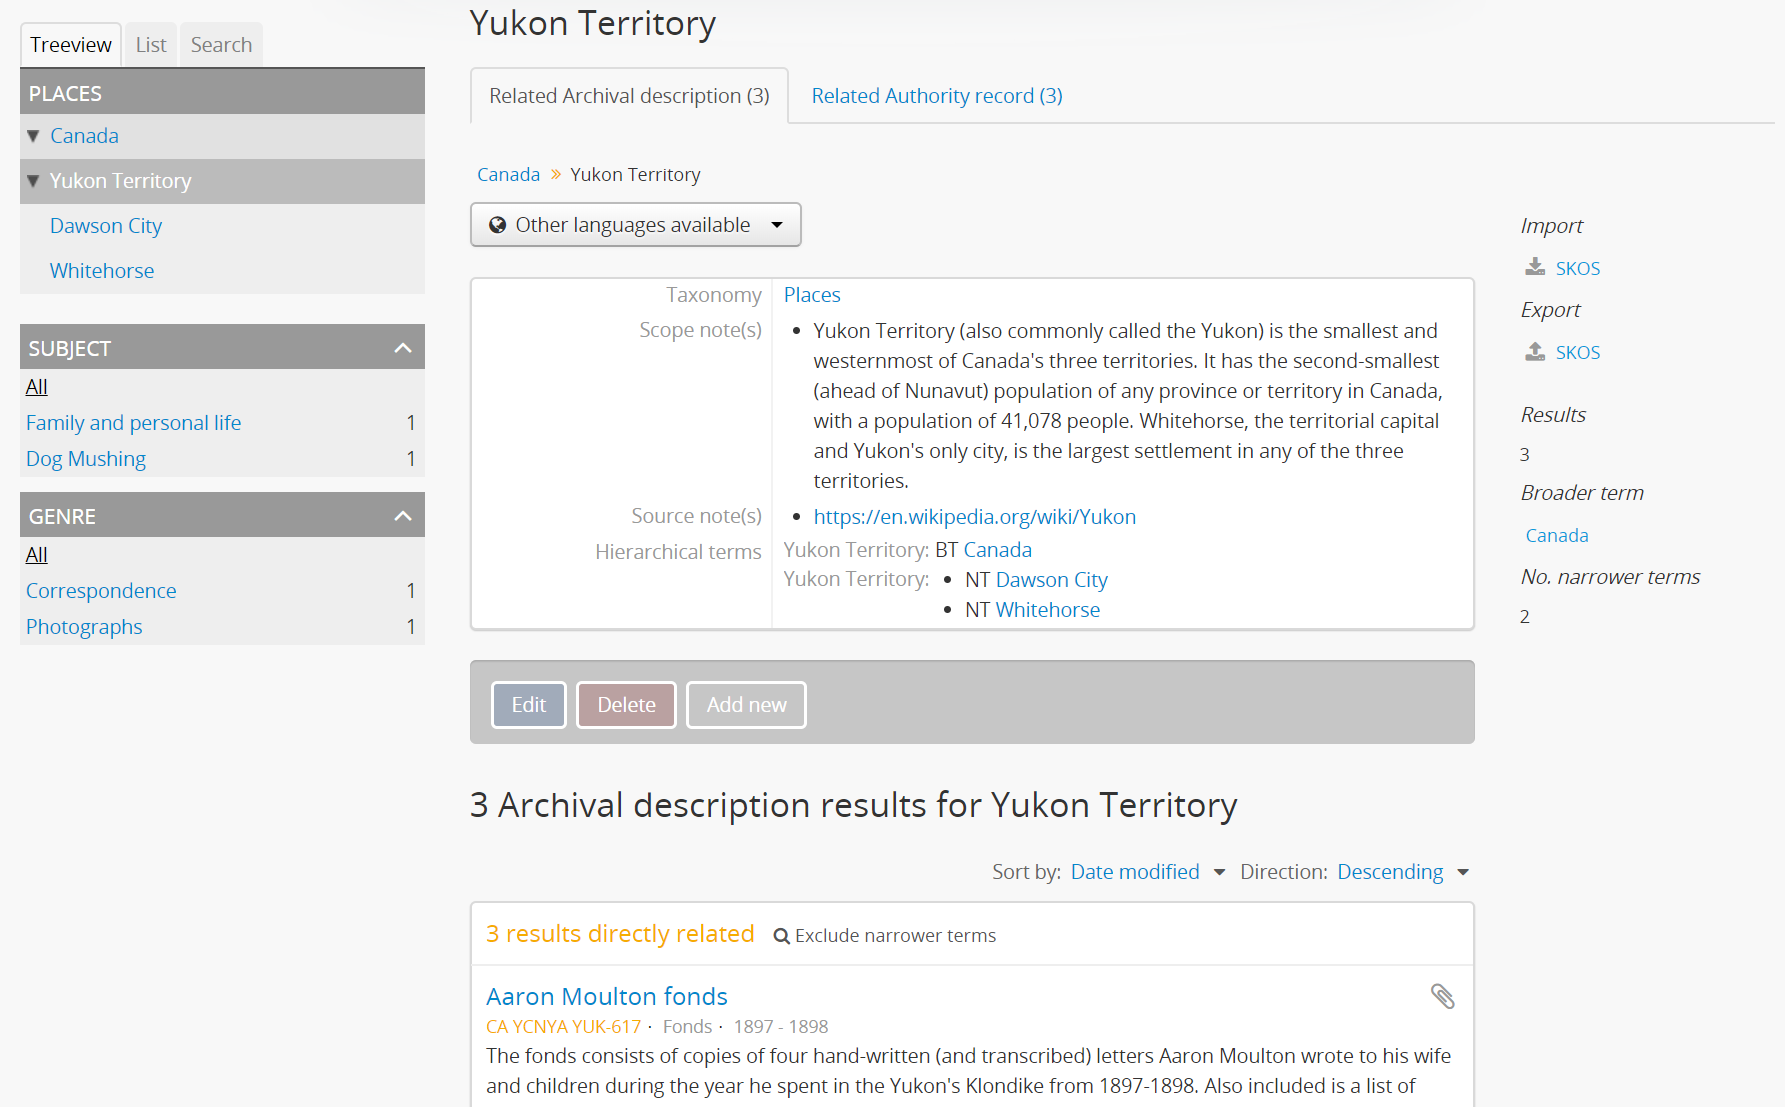 Yukon Territory
Treeview
List
Search
PLACES
Canada
Yukon Territory
Dawson City
Whitehorse
SUBJECT
All
Family and personal life 1
Dog Mushing 1
GENRE
All
Correspondence 1
Photographs 1
Related Archival description (3)
Related Authority record (3)
Canada » Yukon Territory
Other languages available
Taxonomy Places
Scope note(s) • Yukon Territory (also commonly called the Yukon) is the smallest and
westernmost of Canada's three territories. It has the second-smallest
(ahead of Nunavut) population of any province or territory in Canada,
with a population of 41,078 people. Whitehorse, the territorial capital
and Yukon's only city, is the largest settlement in any of the three
territories.
Source note(s) • https://en.wikipedia.org/wiki/Yukon
Hierarchical terms Yukon Territory: BT Canada
Yukon Territory: • NT Dawson City
• NT Whitehorse
Edit
Delete
Add new
3 Archival description results for Yukon Territory
Sort by: Date modified Direction: Descending
3 results directly related Exclude narrower terms
Aaron Moulton fonds
CA YCNYA YUK-617 · Fonds · 1897 - 1898
The fonds consists of copies of four hand-written (and transcribed) letters Aaron Moulton wrote to his wife
and children during the year he spent in the Yukon's Klondike from 1897-1898. Also included is a list of
Import
SKOS
Export
SKOS
Results
3
Broader term
Canada
No. narrower terms
2